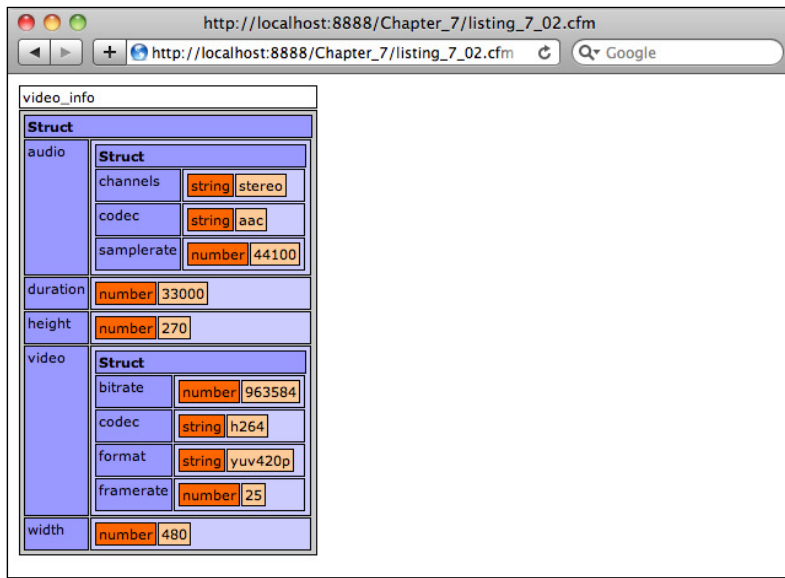 http://localhost:8888/Chapter_7/listing_7_02.cfm
http://localhost:8888/Chapter_7/listing_7_02.cfm Google
video_info
Struct
audio
Struct
channels string stereo
codec string aac
samplerate number 44100
duration number 33000
height number 270
video
Struct
bitrate number 963584
codec string h264
format string yuv420p
framerate number 25
width number 480